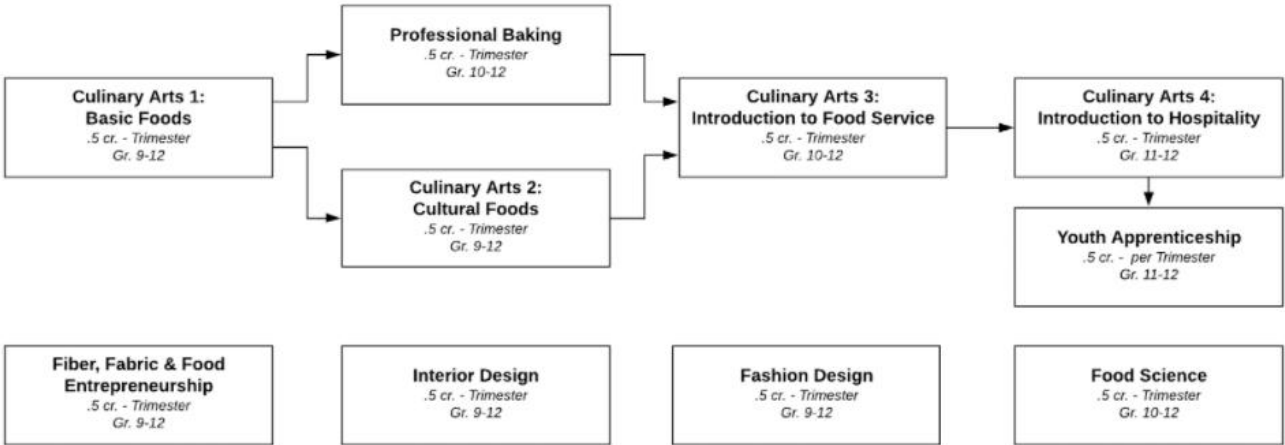 Professional Baking
.5 cr. - Trimester
Gr. 10-12
Culinary Arts 1:
Basic Foods
.5 cr. - Trimester
Gr. 9-12
Culinary Arts 2:
Cultural Foods
.5 cr. - Trimester
Gr. 9-12
Culinary Arts 3:
Introduction to Food Service
.5 cr. - Trimester
Gr. 10-12
Culinary Arts 4:
Introduction to Hospitality
.5 cr. - Trimester
Gr. 11-12
Youth Apprenticeship
.5 cr. - per Trimester
Gr. 11-12
Fiber, Fabric & Food
Entrepreneurship
.5 cr. - Trimester
Gr. 9-12
Interior Design
.5 cr. - Trimester
Gr. 9-12
Fashion Design
.5 cr. - Trimester
Gr. 9-12
Food Science
.5 cr. - Trimester
Gr. 10-12